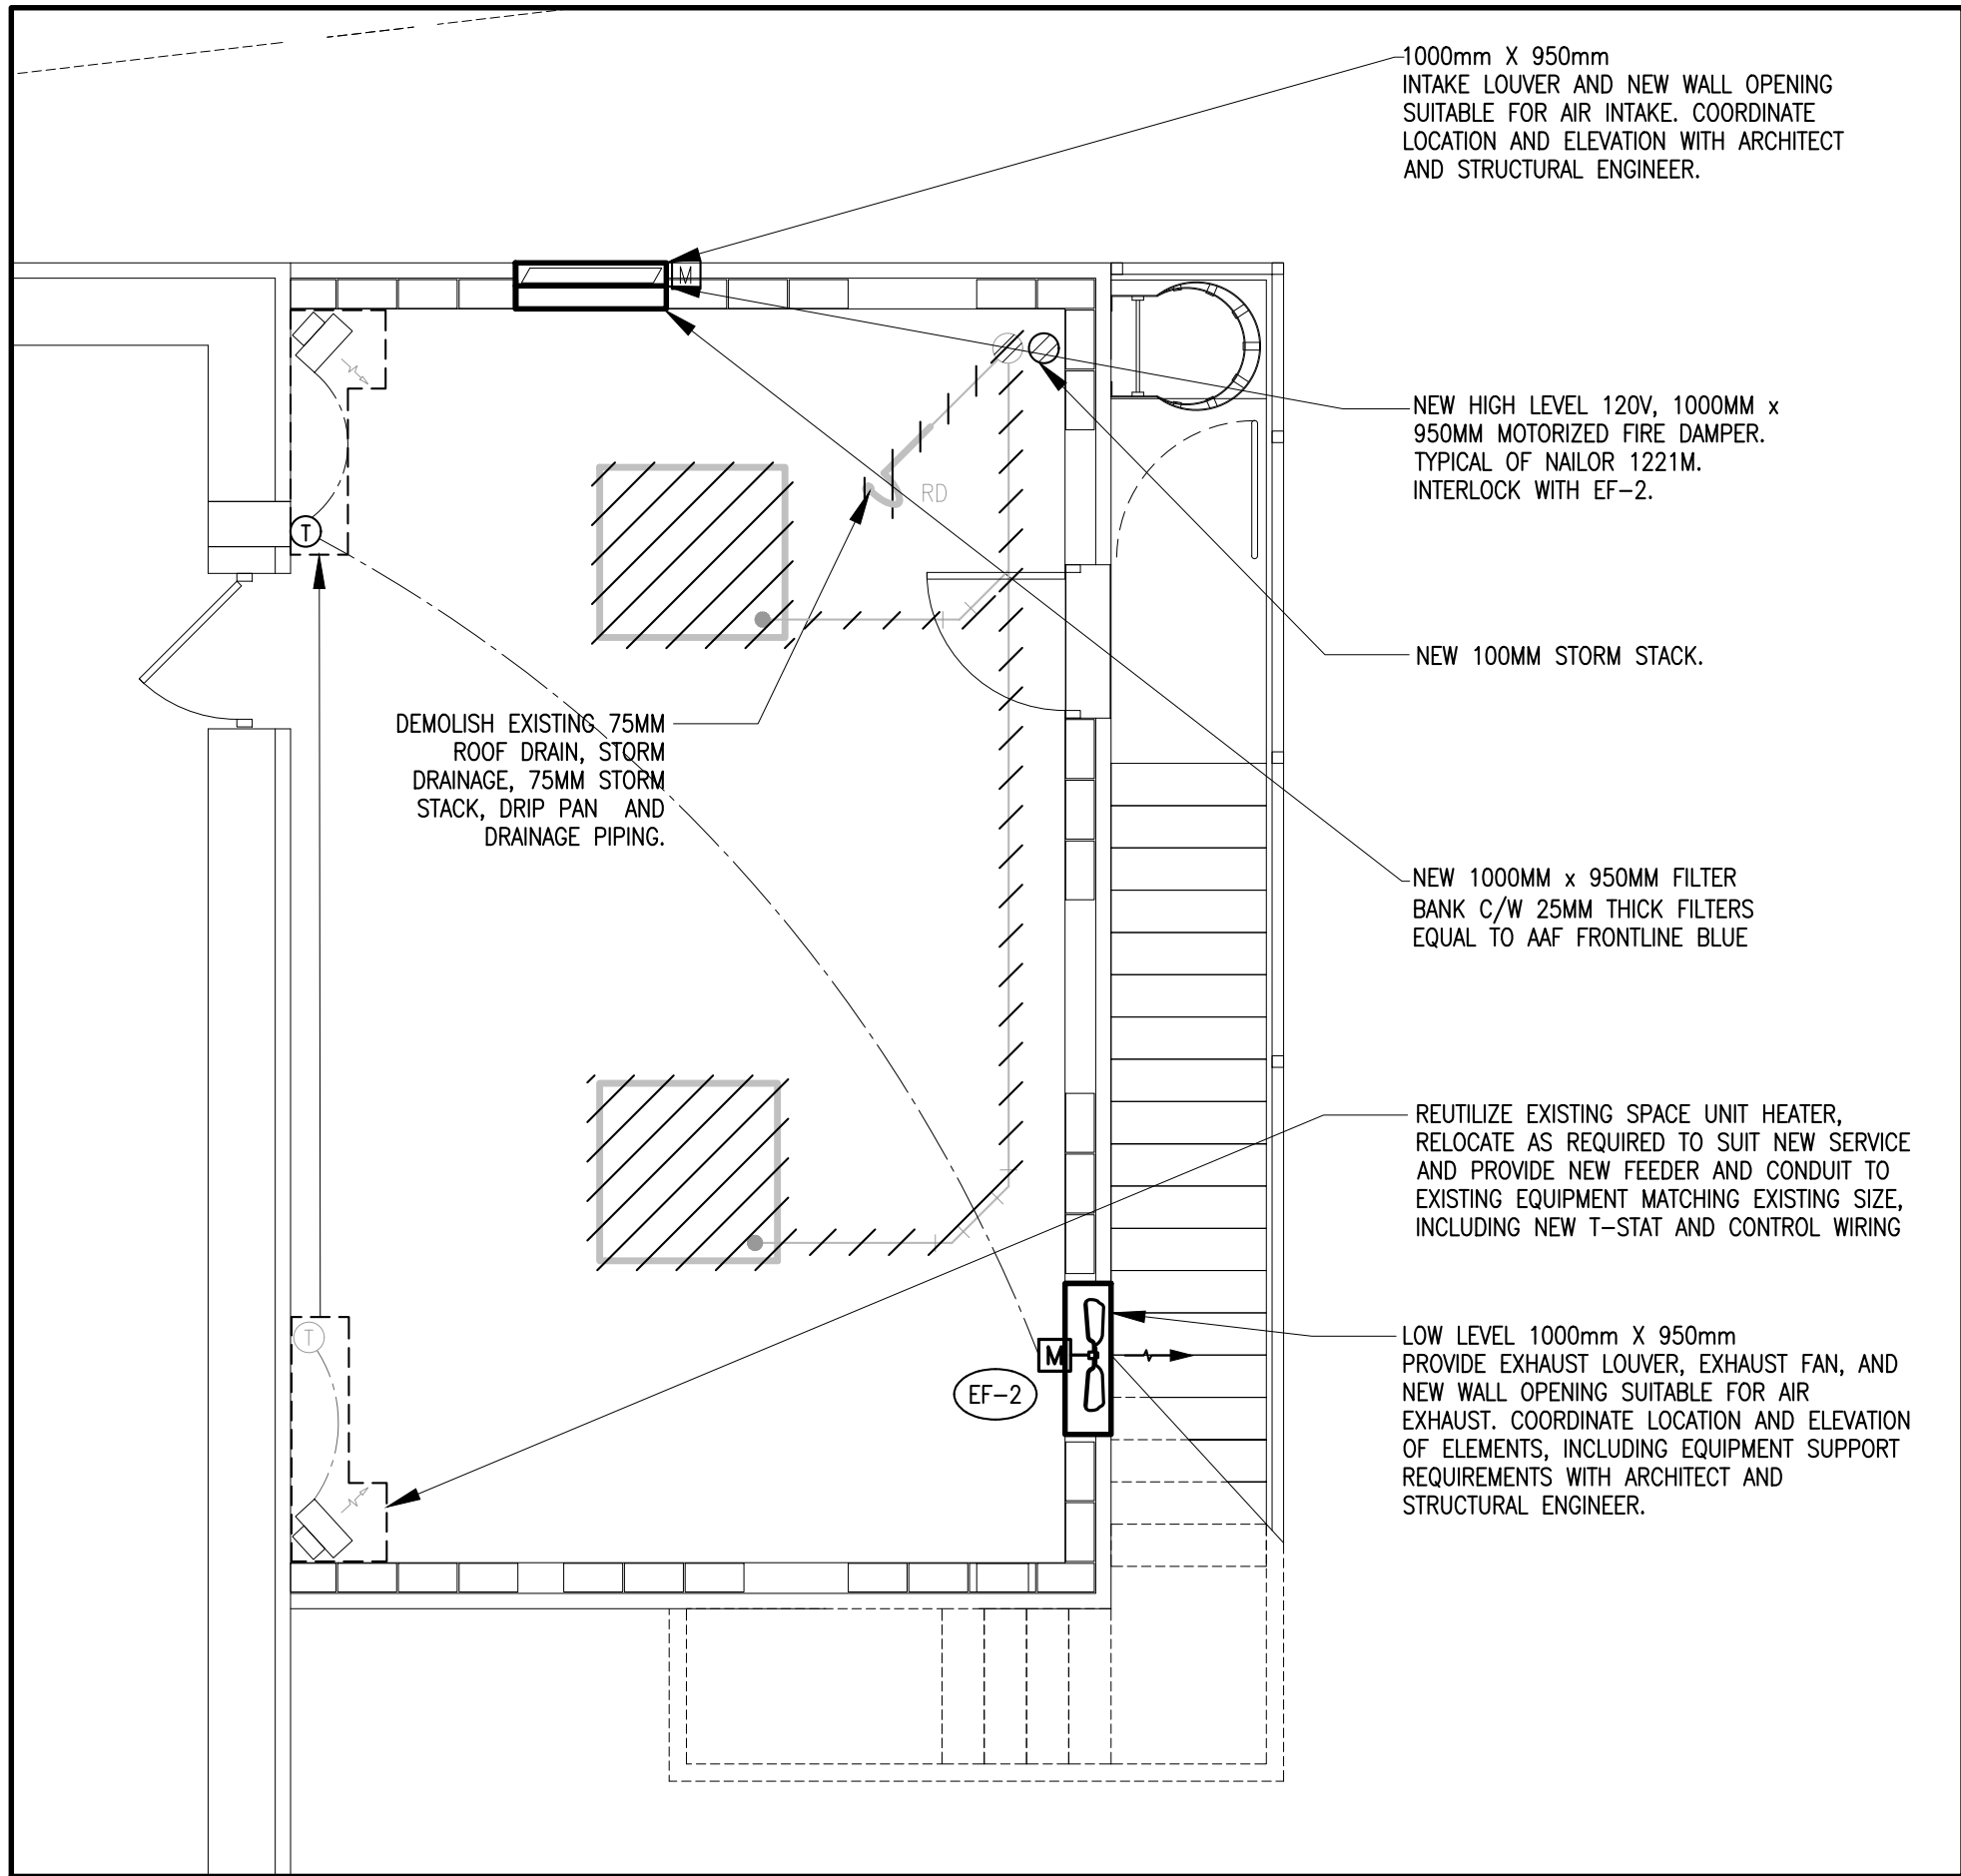 1000mm X 950mm
INTAKE LOUVER AND NEW WALL OPENING
SUITABLE FOR AIR INTAKE. COORDINATE
LOCATION AND ELEVATION WITH ARCHITECT
AND STRUCTURAL ENGINEER.
M
NEW HIGH LEVEL 120V, 1000MM x
950MM MOTORIZED FIRE DAMPER.
TYPICAL OF NAILOR 1221M.
INTERLOCK WITH EF-2.
RD
T
NEW 100MM STORM STACK.
DEMOLISH EXISTING 75MM
ROOF DRAIN, STORM
DRAINAGE, 75MM STORM
STACK, DRIP PAN AND
DRAINAGE PIPING.
NEW 1000MM x 950MM FILTER
BANK C/W 25MM THICK FILTERS
EQUAL TO AAF FRONTLINE BLUE
REUTILIZE EXISTING SPACE UNIT HEATER,
RELOCATE AS REQUIRED TO SUIT NEW SERVICE
AND PROVIDE NEW FEEDER AND CONDUIT TO
EXISTING EQUIPMENT MATCHING EXISTING SIZE,
INCLUDING NEW T-STAT AND CONTROL WIRING
T
M
EF-2
LOW LEVEL 1000mm X 950mm
PROVIDE EXHAUST LOUVER, EXHAUST FAN, AND
NEW WALL OPENING SUITABLE FOR AIR
EXHAUST. COORDINATE LOCATION AND ELEVATION
OF ELEMENTS, INCLUDING EQUIPMENT SUPPORT
REQUIREMENTS WITH ARCHITECT AND
STRUCTURAL ENGINEER.